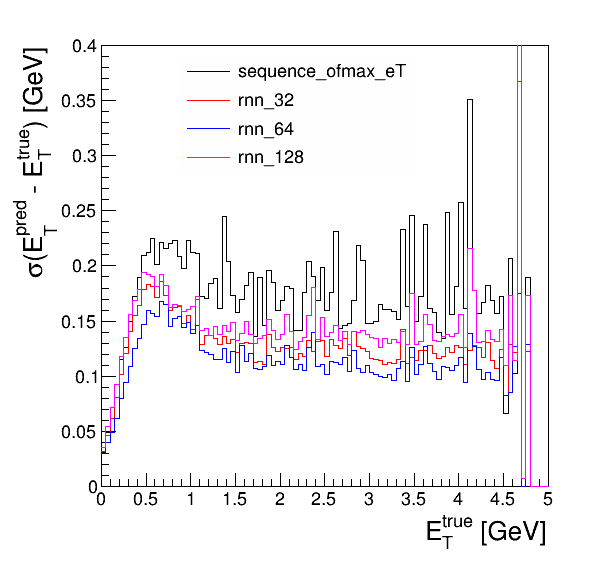 σ(E_T^pred - E_T^true) [GeV]
0.4
0.35
0.3
0.25
0.2
0.15
0.1
0.05
0
sequence_ofmax_eT
rnn_32
rnn_64
rnn_128
0 0.5 1 1.5 2 2.5 3 3.5 4 4.5 5
E_T^true [GeV]